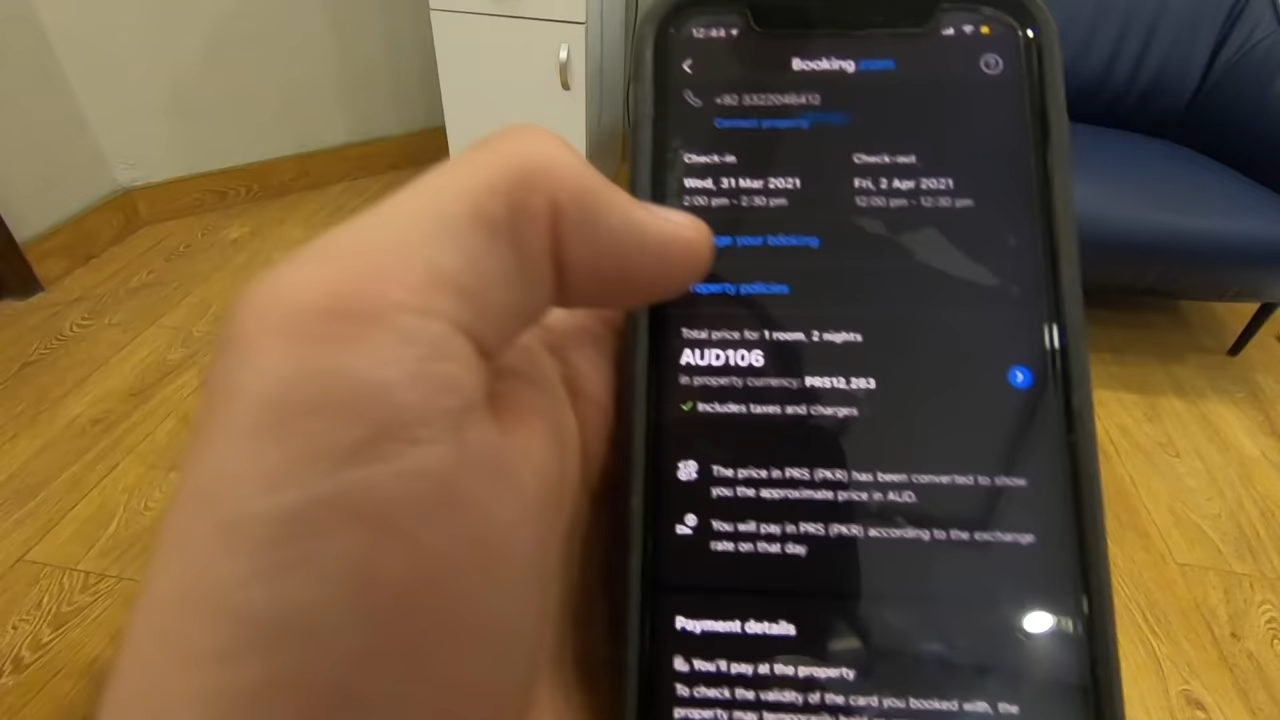 12:44
Booking.com
+92 3322046412
Contact property
Check-in
Check-out
Wed, 31 Mar 2021
Fri, 2 Apr 2021
2:00 pm - 2:30 pm
12:00 pm - 12:30 pm
your booking
policies
Total price for 1 room, 2 nights
AUD106
in property currency: PRS12,283
Includes taxes and charges
The price in PRS (PKR) has been converted to show
you the approximate price in AUD.
You will pay in PRS (PKR) according to the exchange
rate on that day
Payment details
You'll pay at the property
To check the validity of the card you booked with, the
property may temporarily hold